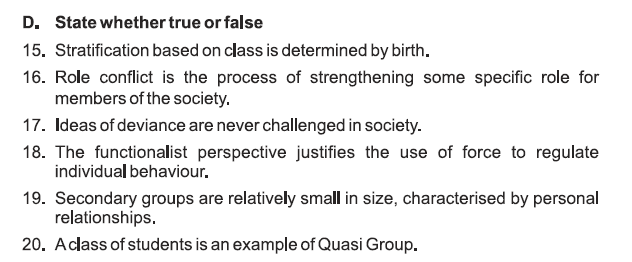 D. State whether true or false
15. Stratification based on class is determined by birth.
16. Role conflict is the process of strengthening some specific role for
members of the society.
17. Ideas of deviance are never challenged in society.
18. The functionalist perspective justifies the use of force to regulate
individual behaviour.
19. Secondary groups are relatively small in size, characterised by personal
relationships.
20. A class of students is an example of Quasi Group.